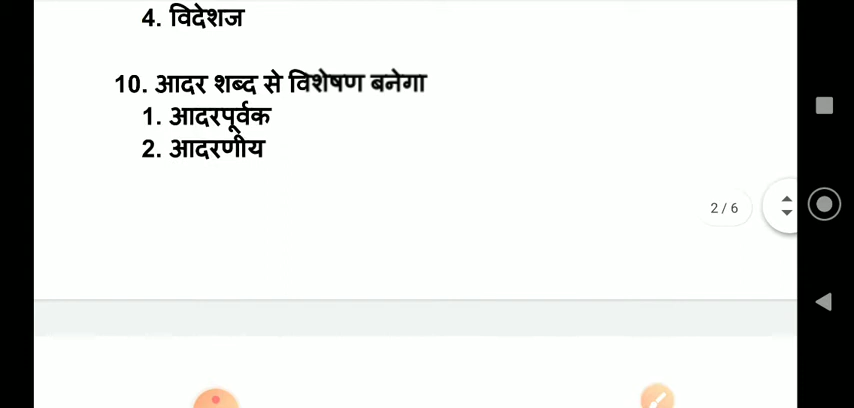 4. विदेशज
10. आदर शब्द से विशेषण बनेगा
1. आदरपूर्वक
2. आदरणीय
2 / 6